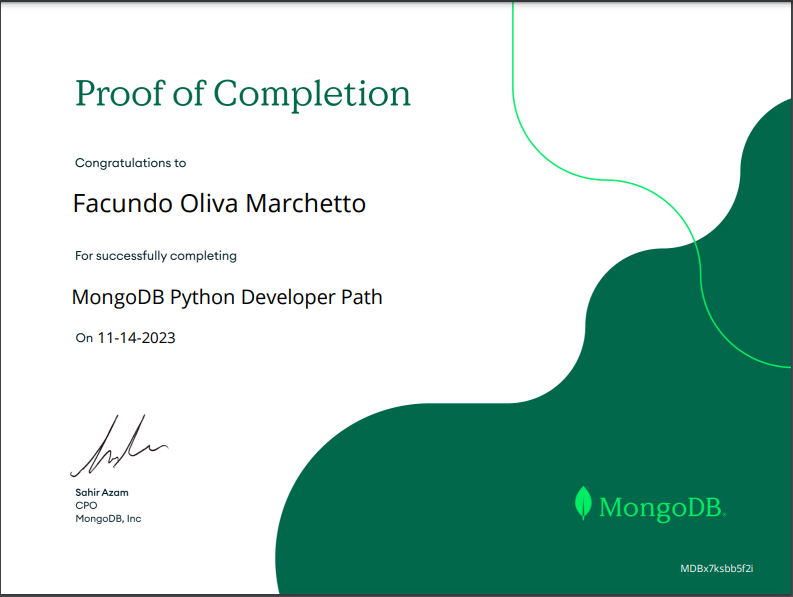 Proof of Completion
Congratulations to
Facundo Oliva Marchetto
For successfully completing
MongoDB Python Developer Path
On 11-14-2023
Sahir Azam
CPO
MongoDB, Inc
MongoDB.
MDBx7ksbb5f2i